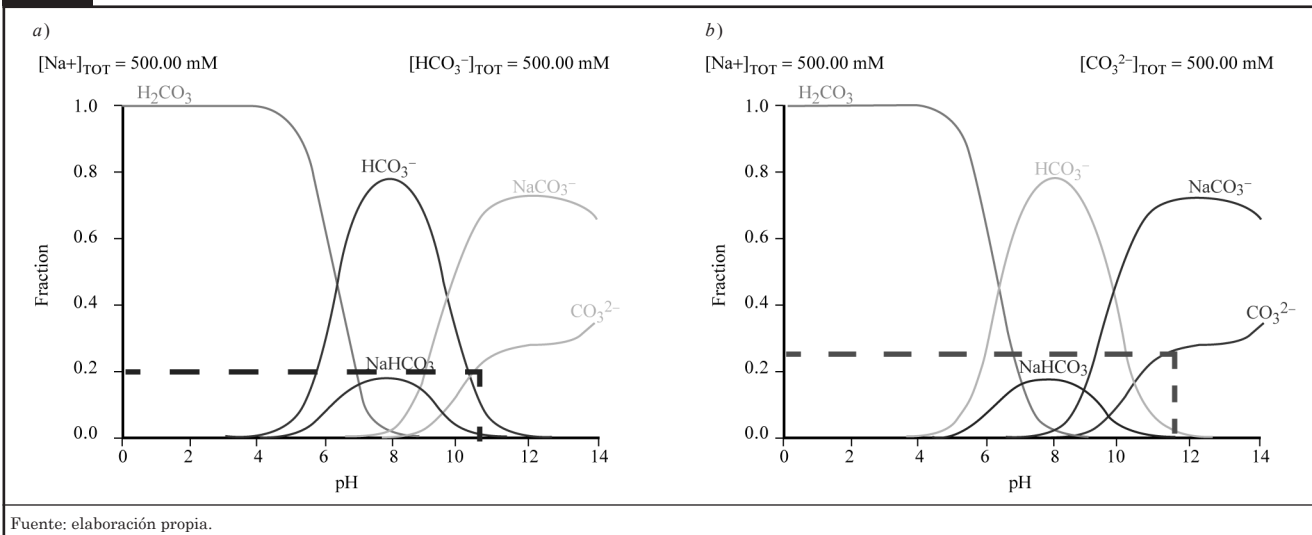 a)
[Na+]TOT = 500.00 mM [HCO₃⁻]TOT = 500.00 mM
H₂CO₃
HCO₃⁻
NaCO₃⁻
CO₃²⁻
NaHCO₃
Fraction
1.0
0.8
0.6
0.4
0.2
0.0
0 2 4 6 8 10 12 14
pH
b)
[Na+]TOT = 500.00 mM [CO₃²⁻]TOT = 500.00 mM
H₂CO₃
HCO₃⁻
NaCO₃⁻
CO₃²⁻
NaHCO₃
Fraction
1.0
0.8
0.6
0.4
0.2
0.0
0 2 4 6 8 10 12 14
pH
Fuente: elaboración propia.